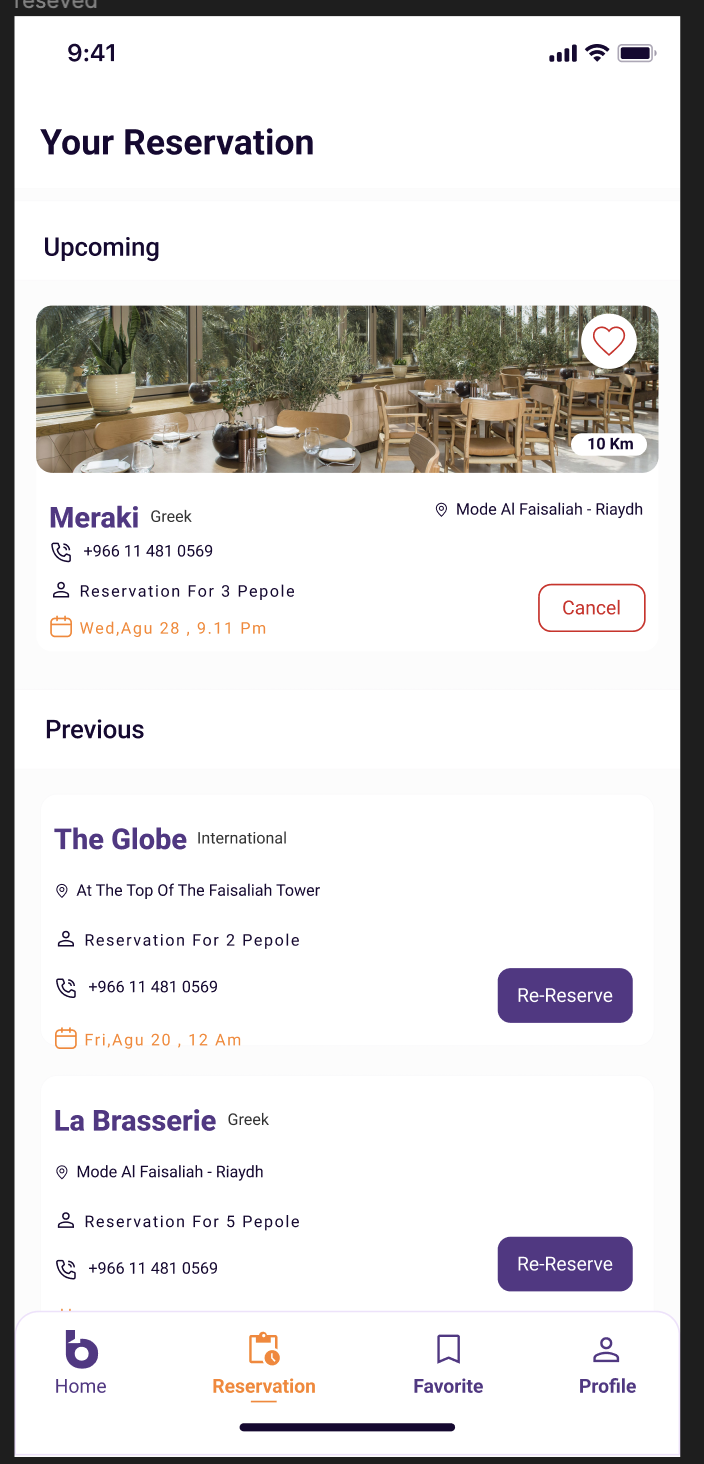 reseved
9:41
Your Reservation
Upcoming
10 Km
Meraki Greek
Mode Al Faisaliah - Riaydh
+966 11 481 0569
Reservation For 3 Pepole
Wed,Agu 28 , 9.11 Pm
Cancel
Previous
The Globe International
At The Top Of The Faisaliah Tower
Reservation For 2 Pepole
+966 11 481 0569
Re-Reserve
Fri,Agu 20 , 12 Am
La Brasserie Greek
Mode Al Faisaliah - Riaydh
Reservation For 5 Pepole
+966 11 481 0569
Re-Reserve
Home Reservation Favorite Profile